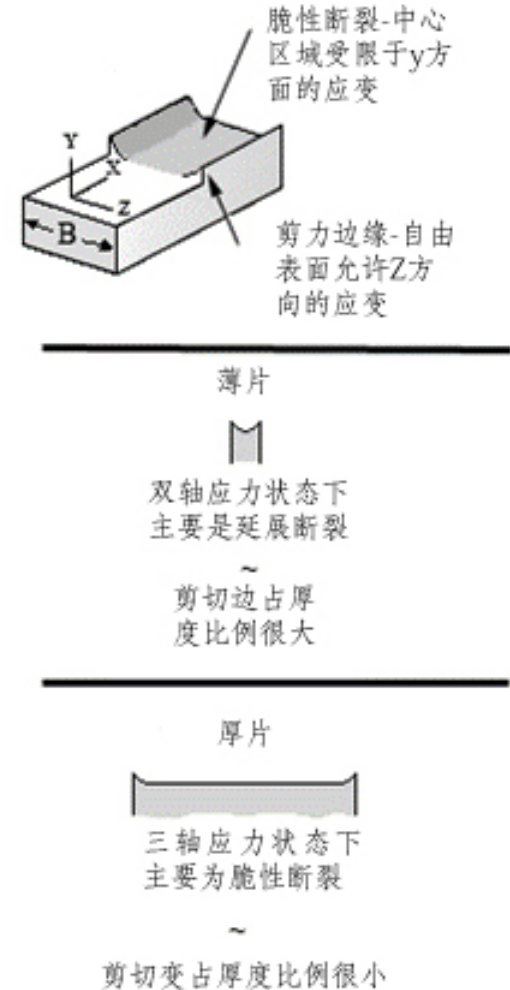 脆性断裂-中心
区域受限于y方
面的应变
Y
X
Z
B
剪力边缘-自由
表面允许Z方
向的应变
薄片
双轴应力状态下
主要是延展断裂
~
剪切边占厚
度比例很大
厚片
三轴应力状态下
主要为脆性断裂
~
剪切变占厚度比例很小